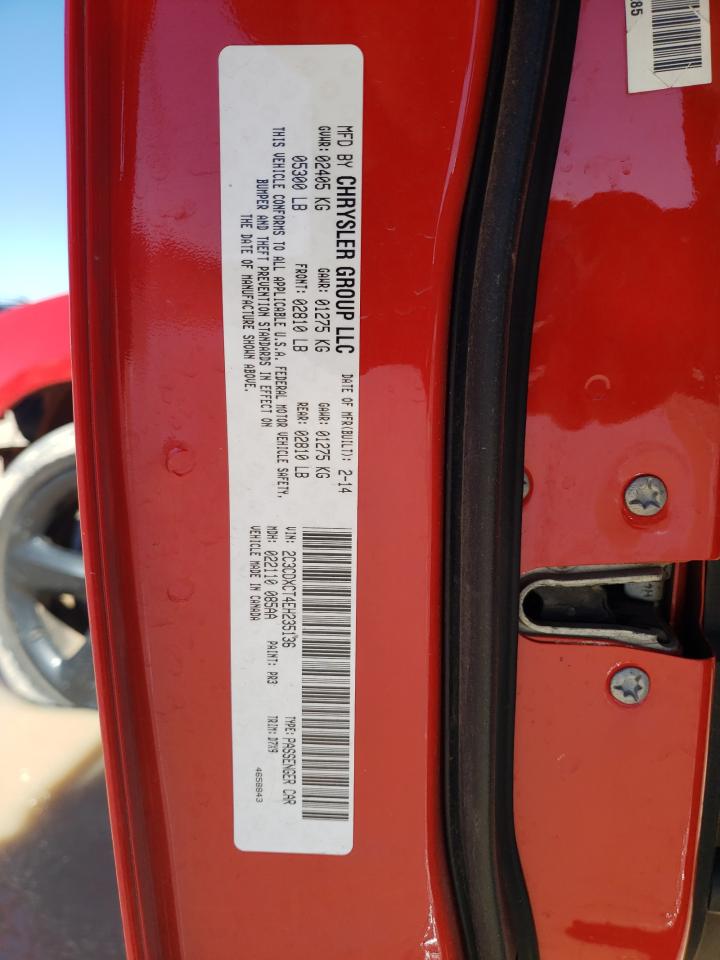 MFD BY CHRYSLER GROUP LLC DATE OF MFR(BUILT): 2-14
GVWR: 02405 KG GAWR: 01275 KG GAWR: 01275 KG
05300 LB FRONT: 02810 LB REAR: 02810 LB
THIS VEHICLE CONFORMS TO ALL APPLICABLE U.S.A. FEDERAL MOTOR VEHICLE SAFETY,
BUMPER AND THEFT PREVENTION STANDARDS IN EFFECT ON
THE DATE OF MANUFACTURE SHOWN ABOVE.
VIN: 2C3CDXCT4EH235136 TYPE: PASSENGER CAR
MDH: 022110 085AA PAINT: PR3 TRIM: D7X9
VEHICLE MADE IN CANADA 4658843
85